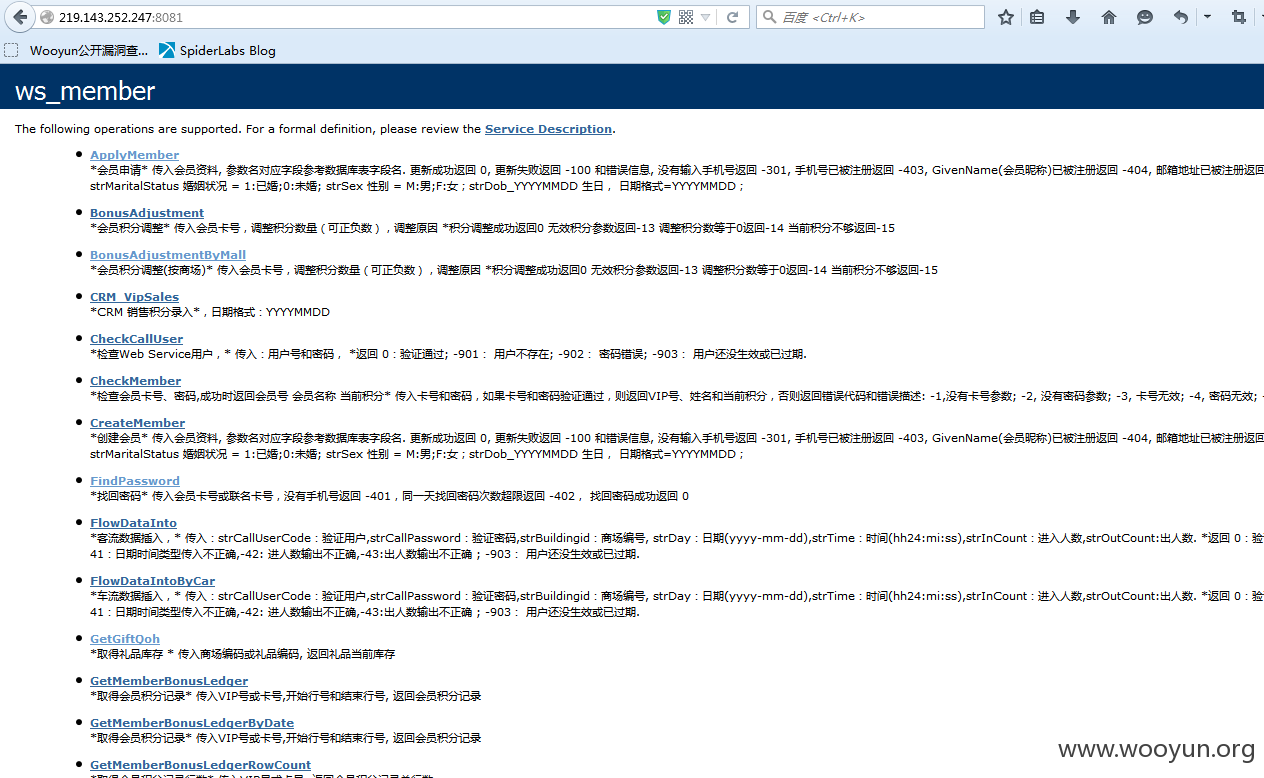 219.143.252.247:8081
百度 <Ctrl+K>
Wooyun公开漏洞查... SpiderLabs Blog
ws_member
The following operations are supported. For a formal definition, please review the Service Description.
ApplyMember
*会员申请* 传入会员资料, 参数名对应字段参考数据库表字段名. 更新成功返回 0, 更新失败返回 -100 和错误信息, 没有输入手机号返回 -301, 手机号已被注册返回 -403, GivenName(会员昵称)已被注册返回 -404, 邮箱地址已被注册返回
strMaritalStatus 婚姻状况 = 1:已婚;0:未婚; strSex 性别 = M:男;F:女 ; strDob_YYYYMMDD 生日， 日期格式=YYYYMMDD ;
BonusAdjustment
*会员积分调整* 传入会员卡号，调整积分数量（可正负数），调整原因 *积分调整成功返回0 无效积分参数返回-13 调整积分数等于0返回-14 当前积分不够返回-15
BonusAdjustmentByMall
*会员积分调整(按商场)* 传入会员卡号，调整积分数量（可正负数），调整原因 *积分调整成功返回0 无效积分参数返回-13 调整积分数等于0返回-14 当前积分不够返回-15
CRM_VipSales
*CRM 销售积分录入*，日期格式：YYYYMMDD
CheckCallUser
*检查Web Service用户，* 传入：用户号和密码， *返回 0：验证通过; -901： 用户不存在; -902： 密码错误; -903： 用户还没生效或已过期.
CheckMember
*检查会员卡号、密码,成功时返回会员号 会员名称 当前积分* 传入卡号和密码，如果卡号和密码验证通过，则返回VIP号、姓名和当前积分，否则返回错误代码和错误描述: -1,没有卡号参数; -2, 没有密码参数; -3, 卡号无效; -4, 密码无效;
CreateMember
*创建会员* 传入会员资料, 参数名对应字段参考数据库表字段名. 更新成功返回 0, 更新失败返回 -100 和错误信息, 没有输入手机号返回 -301, 手机号已被注册返回 -403, GivenName(会员昵称)已被注册返回 -404, 邮箱地址已被注册返回
strMaritalStatus 婚姻状况 = 1:已婚;0:未婚; strSex 性别 = M:男;F:女 ; strDob_YYYYMMDD 生日， 日期格式=YYYYMMDD ;
FindPassword
*找回密码* 传入会员卡号或联名卡号，没有手机号返回 -401，同一天找回密码次数超限返回 -402， 找回密码成功返回 0
FlowDataInto
*客流数据插入，* 传入：strCallUserCode：验证用户,strCallPassword：验证密码,strBuildingid：商场编号, strDay：日期(yyyy-mm-dd),strTime：时间(hh24:mi:ss),strInCount：进入人数,strOutCount:出人数. *返回 0：验
41：日期时间类型传入不正确,-42: 进人数输出不正确,-43:出人数输出不正确； -903： 用户还没生效或已过期.
FlowDataIntoByCar
*车流数据插入，* 传入：strCallUserCode：验证用户,strCallPassword：验证密码,strBuildingid：商场编号, strDay：日期(yyyy-mm-dd),strTime：时间(hh24:mi:ss),strInCount：进入人数,strOutCount:出人数. *返回 0：验
41：日期时间类型传入不正确,-42: 进人数输出不正确,-43:出人数输出不正确； -903： 用户还没生效或已过期.
GetGiftQoh
*取得礼品库存 * 传入商场编码或礼品编码, 返回礼品当前库存
GetMemberBonusLedger
*取得会员积分记录* 传入VIP号或卡号,开始行号和结束行号, 返回会员积分记录
GetMemberBonusLedgerByDate
*取得会员积分记录* 传入VIP号或卡号,开始行号和结束行号, 返回会员积分记录
www.wooyun.org
GetMemberBonusLedgerRowCount